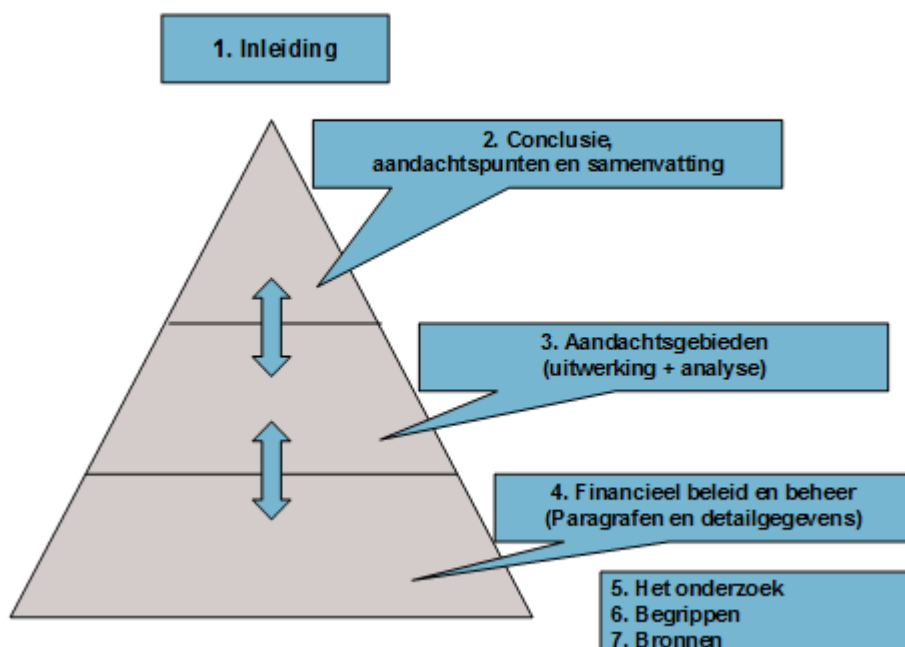 1. Inleiding
2. Conclusie,
aandachtspunten en samenvatting
3. Aandachtsgebieden
(uitwerking + analyse)
4. Financieel beleid en beheer
(Paragrafen en detailgegevens)
5. Het onderzoek
6. Begrippen
7. Bronnen